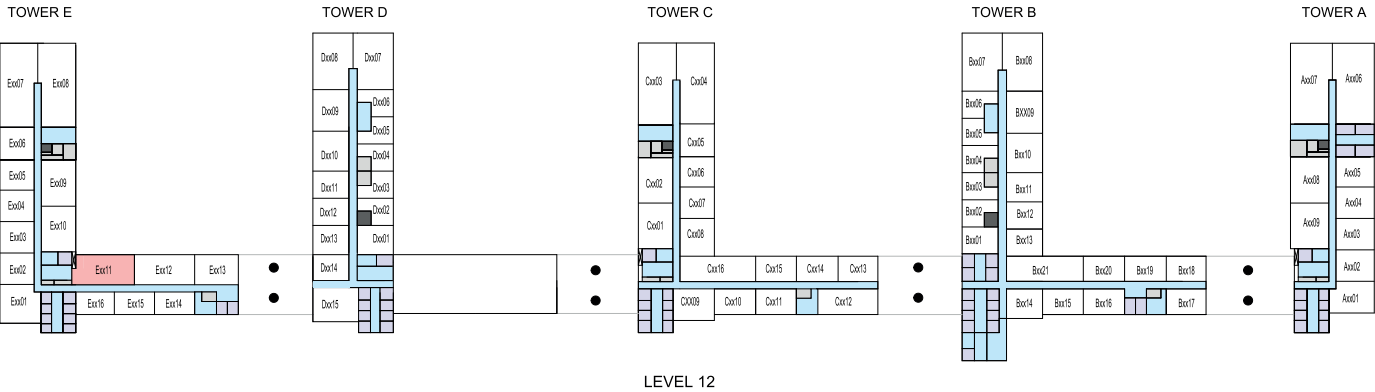 TOWER E TOWER D TOWER C TOWER B TOWER A
Exx07 Exx08
Exx06
Exx05 Exx09
Exx04
Exx03 Exx10
Exx02 Exx11 Exx12 Exx13
Exx01 Exx16 Exx15 Exx14
Dxx08 Dxx07
Dxx09 Dxx06
Dxx05
Dxx10 Dxx04
Dxx11 Dxx03
Dxx12 Dxx02
Dxx13 Dxx01
Dxx14
Dxx15
Cxx03 Cxx04
Cxx05
Cxx02 Cxx06
Cxx07
Cxx01 Cxx08
Cxx16 Cxx15 Cxx14 Cxx13
CXX09 Cxx10 Cxx11 Cxx12
Bxx07 Bxx08
Bxx06 BXX09
Bxx05
Bxx04 Bxx10
Bxx03 Bxx11
Bxx02 Bxx12
Bxx01 Bxx13
Bxx21 Bxx20 Bxx19 Bxx18
Bxx14 Bxx15 Bxx16 Bxx17
Axx07 Axx06
Axx08 Axx05
Axx04
Axx09 Axx03
Axx02
Axx01
LEVEL 12